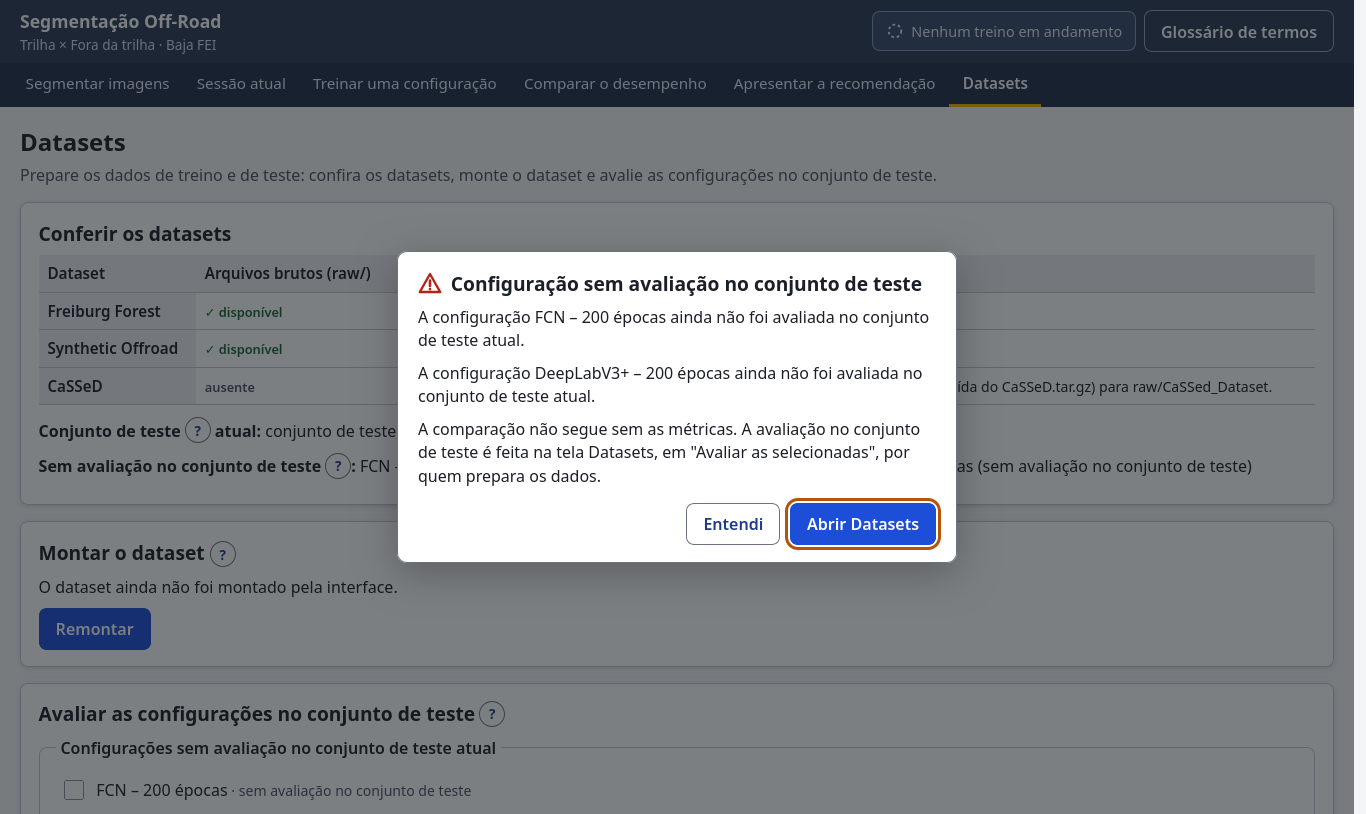 Segmentação Off-Road
Trilha × Fora da trilha · Baja FEI
Nenhum treino em andamento
Glossário de termos
Segmentar imagens
Sessão atual
Treinar uma configuração
Comparar o desempenho
Apresentar a recomendação
Datasets
Datasets
Prepare os dados de treino e de teste: confira os datasets, monte o dataset e avalie as configurações no conjunto de teste.
Conferir os datasets
Dataset
Arquivos brutos (raw/)
Freiburg Forest
✓ disponível
Synthetic Offroad
✓ disponível
CaSSeD
ausente
ída do CaSSeD.tar.gz) para raw/CaSSed_Dataset.
Conjunto de teste ? atual: conjunto de teste
Sem avaliação no conjunto de teste ? : FCN -
as (sem avaliação no conjunto de teste)
Configuração sem avaliação no conjunto de teste
A configuração FCN – 200 épocas ainda não foi avaliada no conjunto
de teste atual.
A configuração DeepLabV3+ – 200 épocas ainda não foi avaliada no
conjunto de teste atual.
A comparação não segue sem as métricas. A avaliação no conjunto
de teste é feita na tela Datasets, em "Avaliar as selecionadas", por
quem prepara os dados.
Entendi
Abrir Datasets
Montar o dataset ?
O dataset ainda não foi montado pela interface.
Remontar
Avaliar as configurações no conjunto de teste ?
Configurações sem avaliação no conjunto de teste atual
FCN – 200 épocas · sem avaliação no conjunto de teste